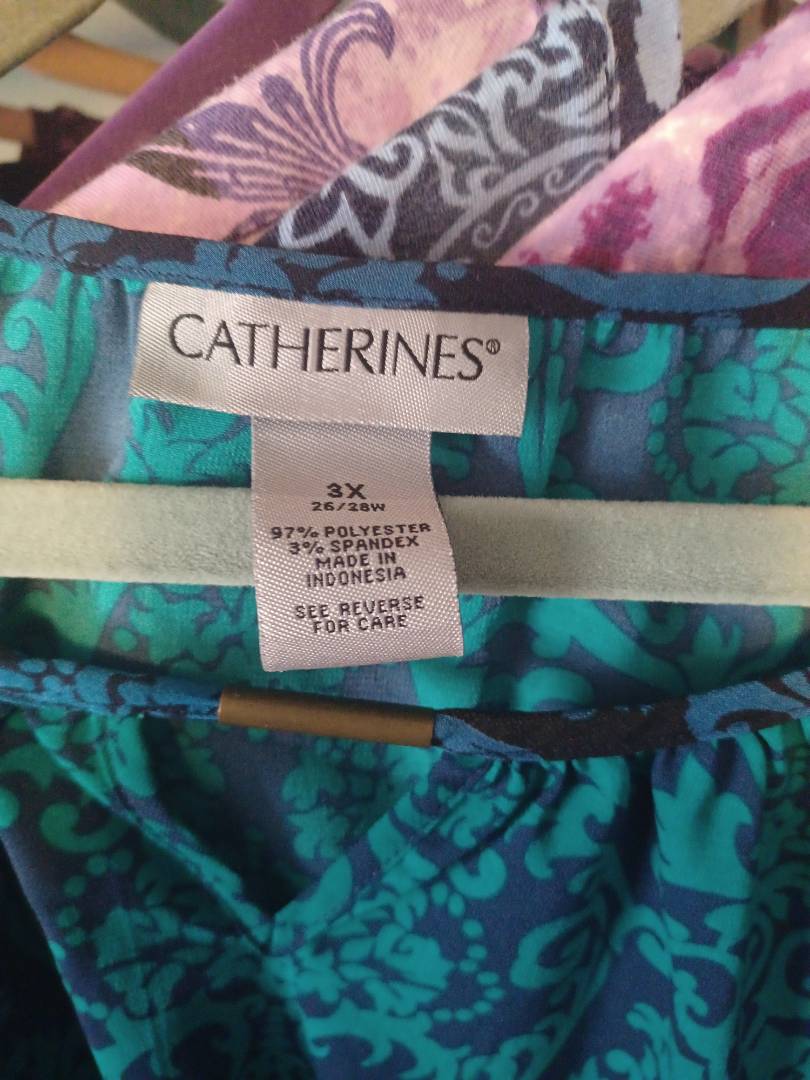 CATHERINES®
3X
26/28W
97% POLYESTER
3% SPANDEX
MADE IN
INDONESIA
SEE REVERSE
FOR CARE